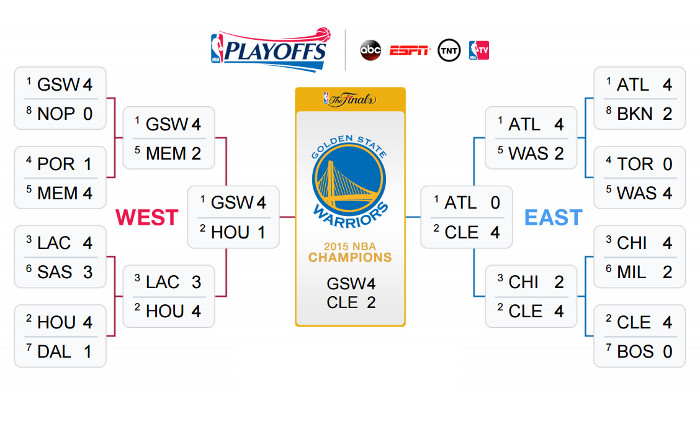 NBA PLAYOFFS
abc ESPN TNT NBA TV
1 GSW 4
8 NOP 0
4 POR 1
5 MEM 4
3 LAC 4
6 SAS 3
2 HOU 4
7 DAL 1
1 GSW 4
5 MEM 2
3 LAC 3
2 HOU 4
WEST
1 GSW 4
2 HOU 1
The Finals
GOLDEN STATE
WARRIORS
2015 NBA
CHAMPIONS
GSW4
CLE 2
1 ATL 0
2 CLE 4
EAST
1 ATL 4
5 WAS 2
3 CHI 2
2 CLE 4
1 ATL 4
8 BKN 2
4 TOR 0
5 WAS 4
3 CHI 4
6 MIL 2
2 CLE 4
7 BOS 0